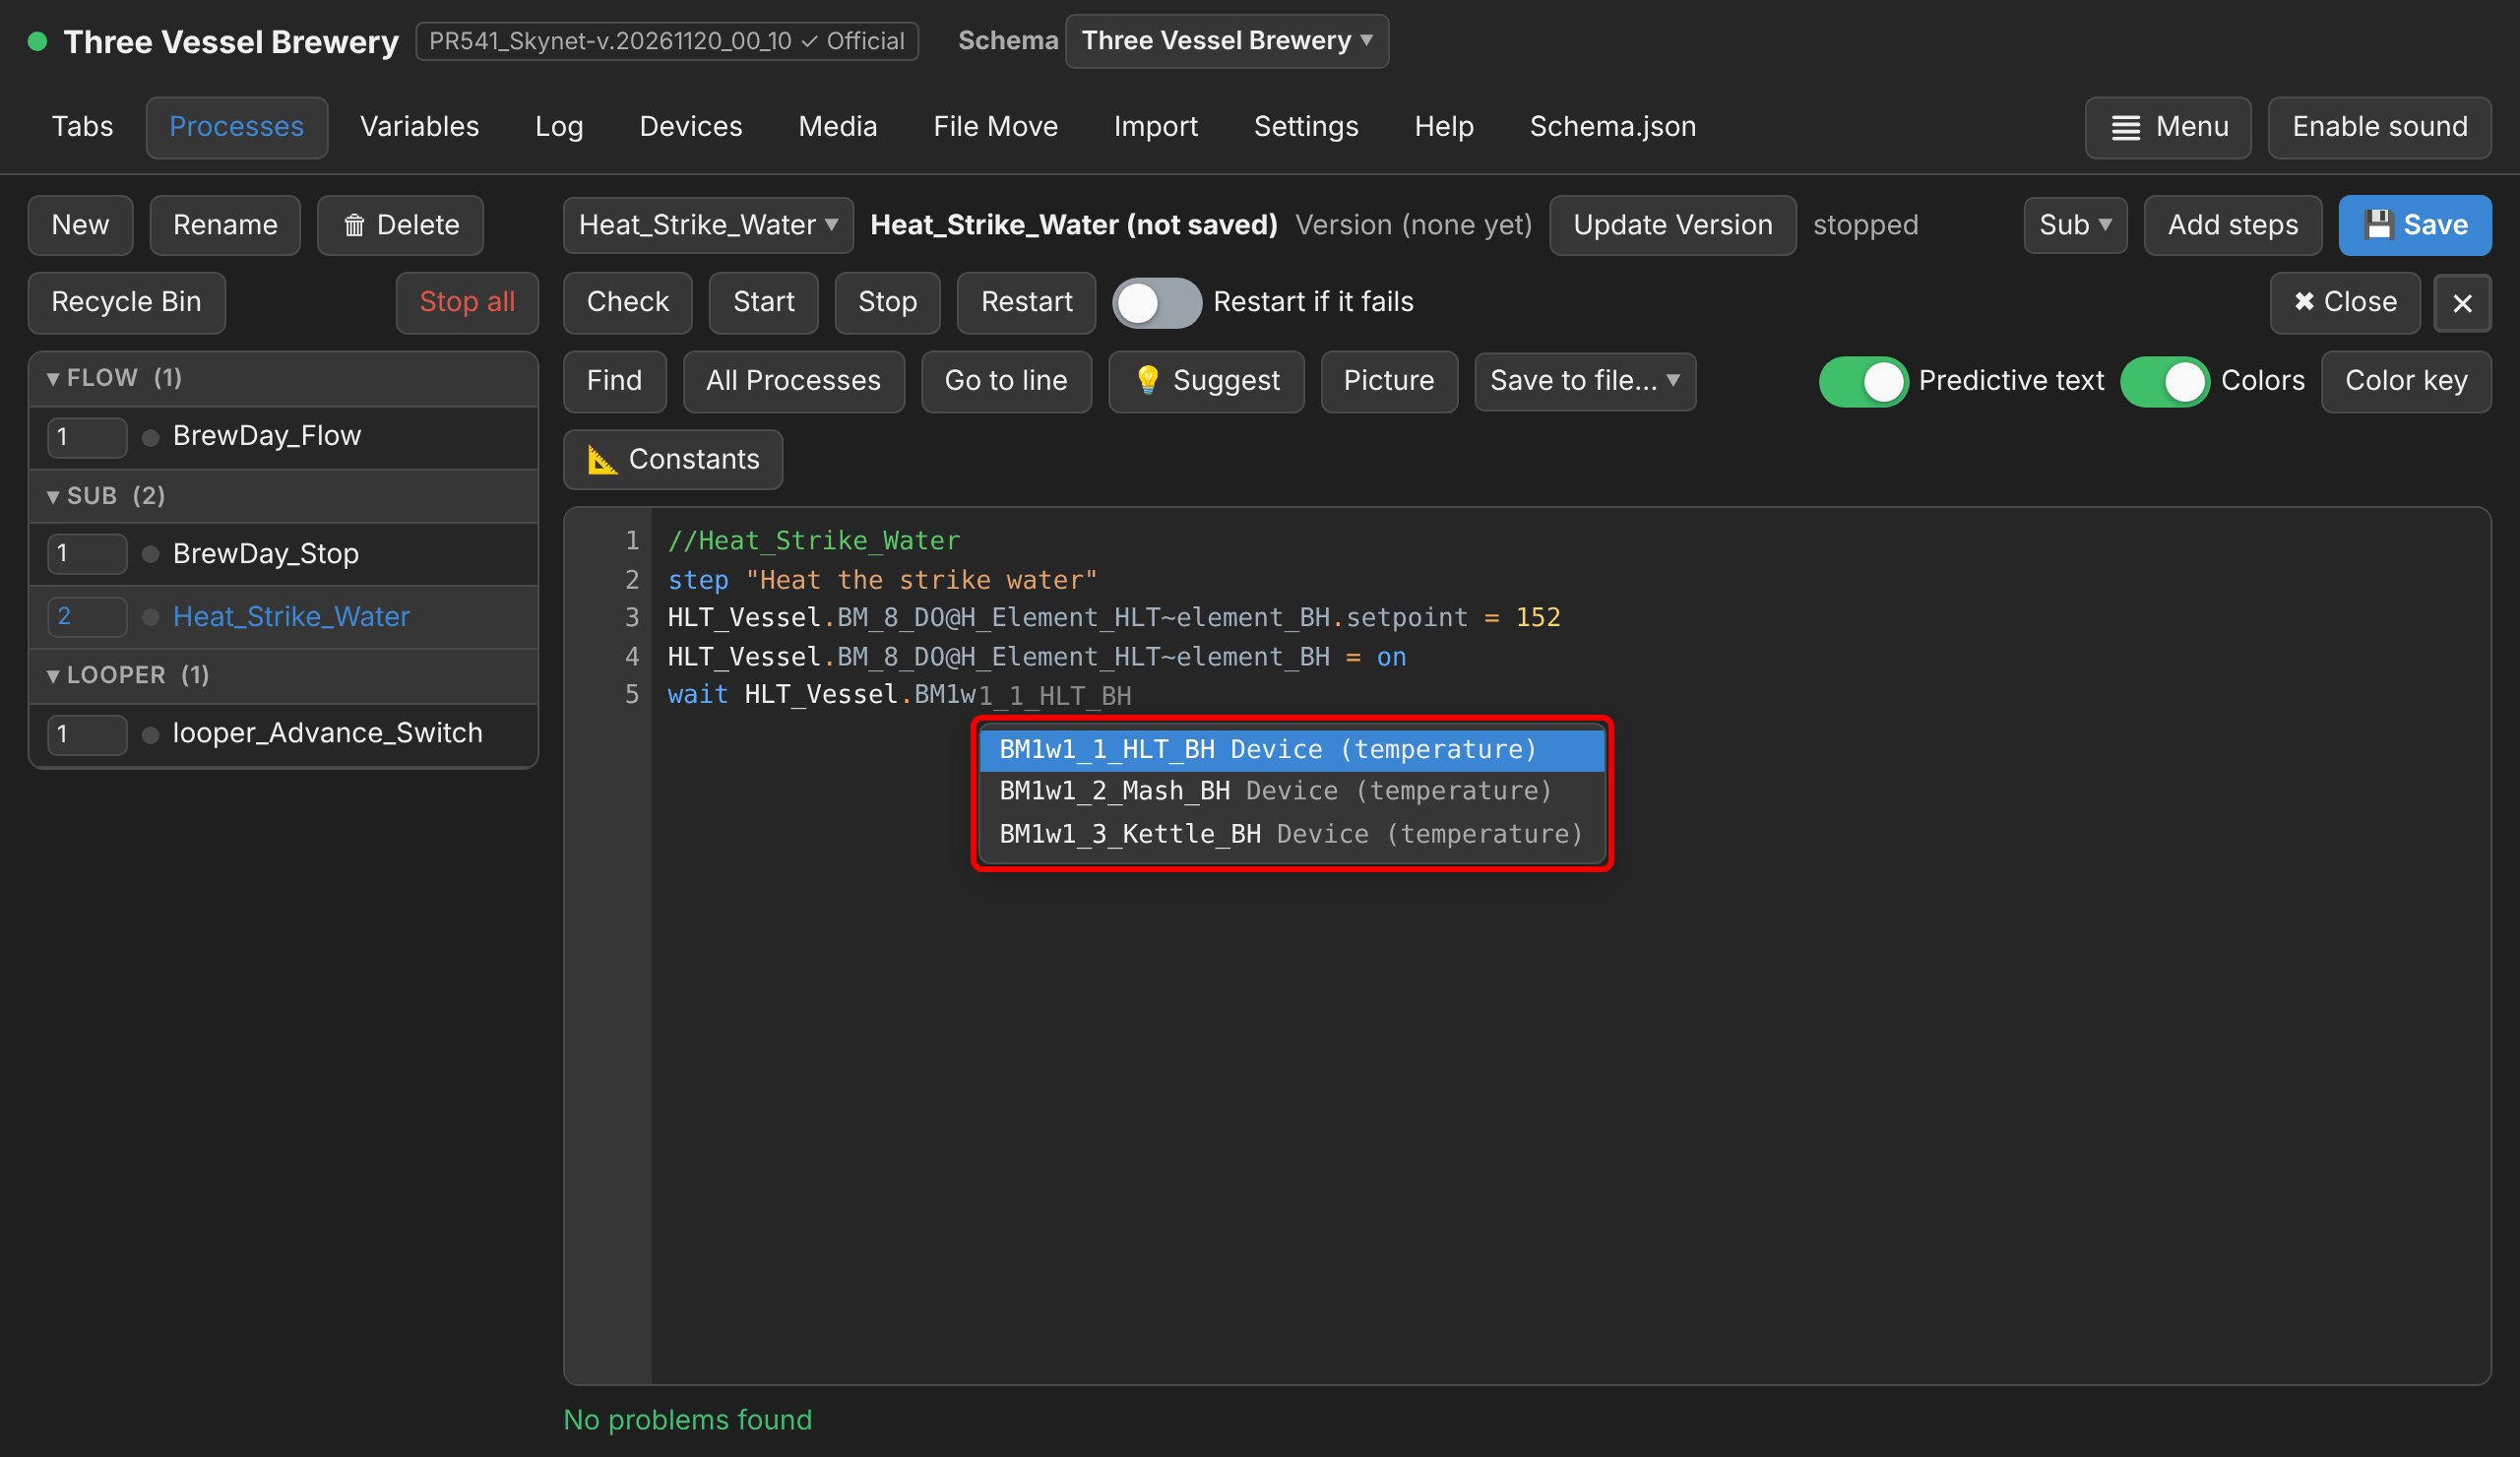 Three Vessel Brewery PR541_Skynet-v.20261120_00_10 ✓ Official Schema Three Vessel Brewery ▾
Tabs Processes Variables Log Devices Media File Move Import Settings Help Schema.json ☰ Menu Enable sound
New Rename 🗑 Delete Heat_Strike_Water ▾ Heat_Strike_Water (not saved) Version (none yet) Update Version stopped Sub ▾ Add steps 💾 Save
Recycle Bin Stop all Check Start Stop Restart Restart if it fails ✖ Close ✕
Find All Processes Go to line 💡 Suggest Picture Save to file... ▾ Predictive text Colors Color key
📐 Constants
▾ FLOW (1)
1 BrewDay_Flow
▾ SUB (2)
1 BrewDay_Stop
2 Heat_Strike_Water
▾ LOOPER (1)
1 looper_Advance_Switch
1 //Heat_Strike_Water
2 step "Heat the strike water"
3 HLT_Vessel.BM_8_DO@H_Element_HLT~element_BH.setpoint = 152
4 HLT_Vessel.BM_8_DO@H_Element_HLT~element_BH = on
5 wait HLT_Vessel.BM1w1_1_HLT_BH
BM1w1_1_HLT_BH Device (temperature)
BM1w1_2_Mash_BH Device (temperature)
BM1w1_3_Kettle_BH Device (temperature)
No problems found